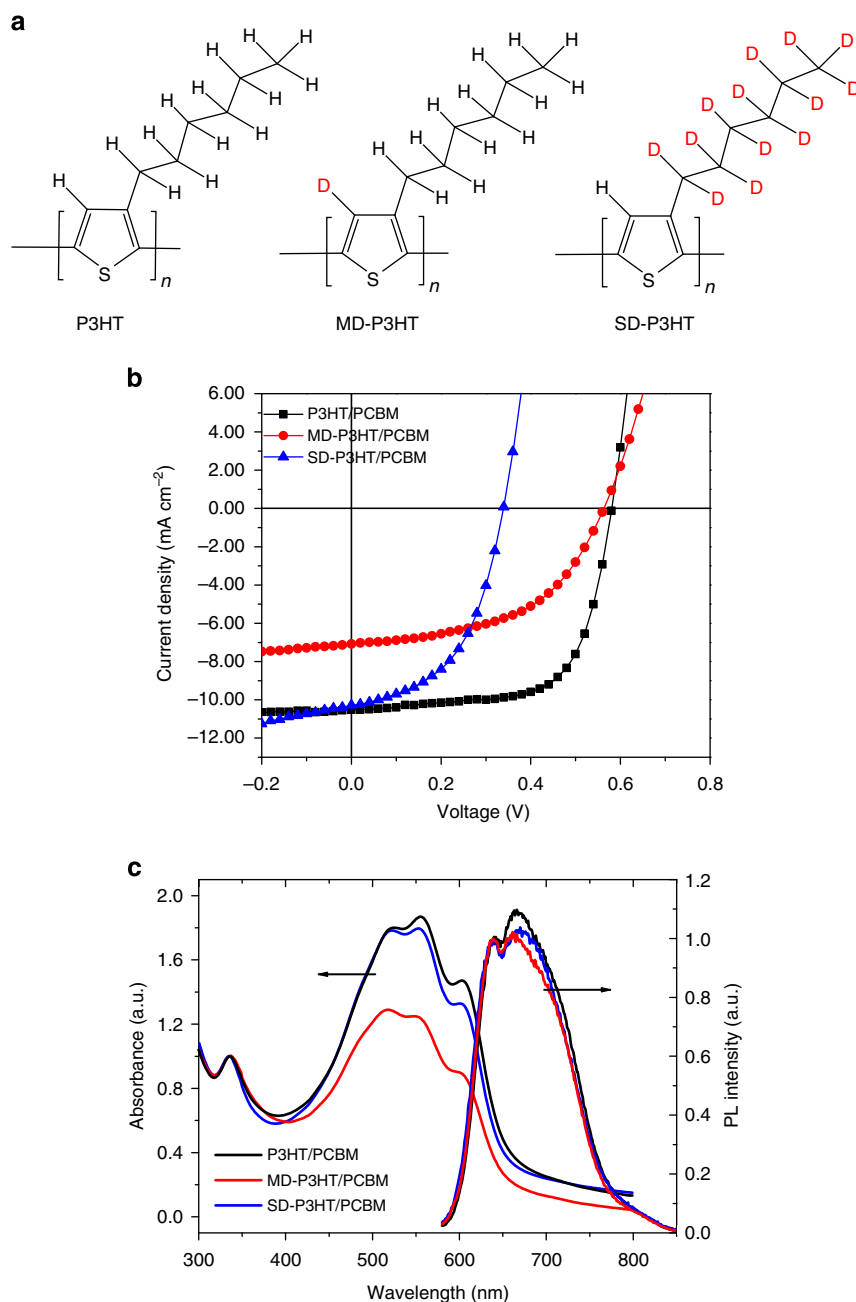 a
H H H H H H H H H H H H H H
S
n
P3HT
D H H H H H H H H H H H H H
S
n
MD-P3HT
H D D D D D D D D D D D D D
S
n
SD-P3HT
b
6.00
4.00
2.00
0.00
−2.00
−4.00
−6.00
−8.00
−10.00
−12.00
Current density (mA cm−2)
P3HT/PCBM
MD-P3HT/PCBM
SD-P3HT/PCBM
−0.2 0.0 0.2 0.4 0.6 0.8
Voltage (V)
c
2.0
1.6
1.2
0.8
0.4
0.0
Absorbance (a.u.)
P3HT/PCBM
MD-P3HT/PCBM
SD-P3HT/PCBM
1.2
1.0
0.8
0.6
0.4
0.2
0.0
PL intensity (a.u.)
300 400 500 600 700 800
Wavelength (nm)